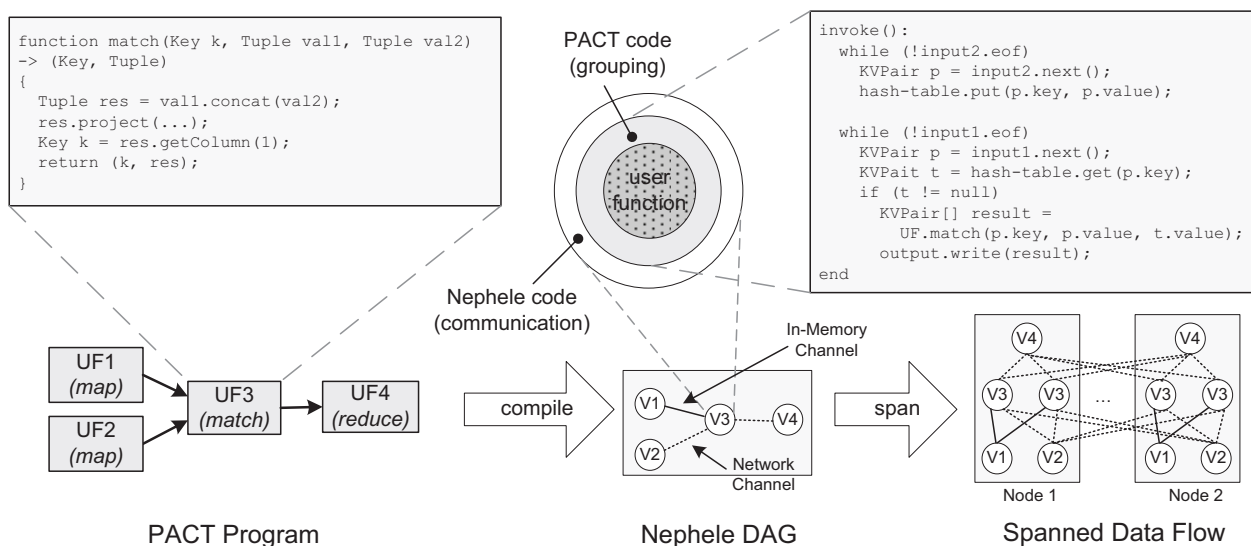 function match(Key k, Tuple val1, Tuple val2)
-> (Key, Tuple)
{
  Tuple res = val1.concat(val2);
  res.project(...);
  Key k = res.getColumn(1);
  return (k, res);
}
PACT code
(grouping)
user
function
Nephele code
(communication)
invoke():
  while (!input2.eof)
    KVPair p = input2.next();
    hash-table.put(p.key, p.value);
  while (!input1.eof)
    KVPair p = input1.next();
    KVPait t = hash-table.get(p.key);
    if (t != null)
      KVPair[] result =
        UF.match(p.key, p.value, t.value);
      output.write(result);
end
UF1
(map)
UF2
(map)
UF3
(match)
UF4
(reduce)
compile
In-Memory
Channel
V1
V3
V4
V2
Network
Channel
span
V4
V3
V3
V1
V2
Node 1
...
V4
V3
V3
V1
V2
Node 2
PACT Program
Nephele DAG
Spanned Data Flow